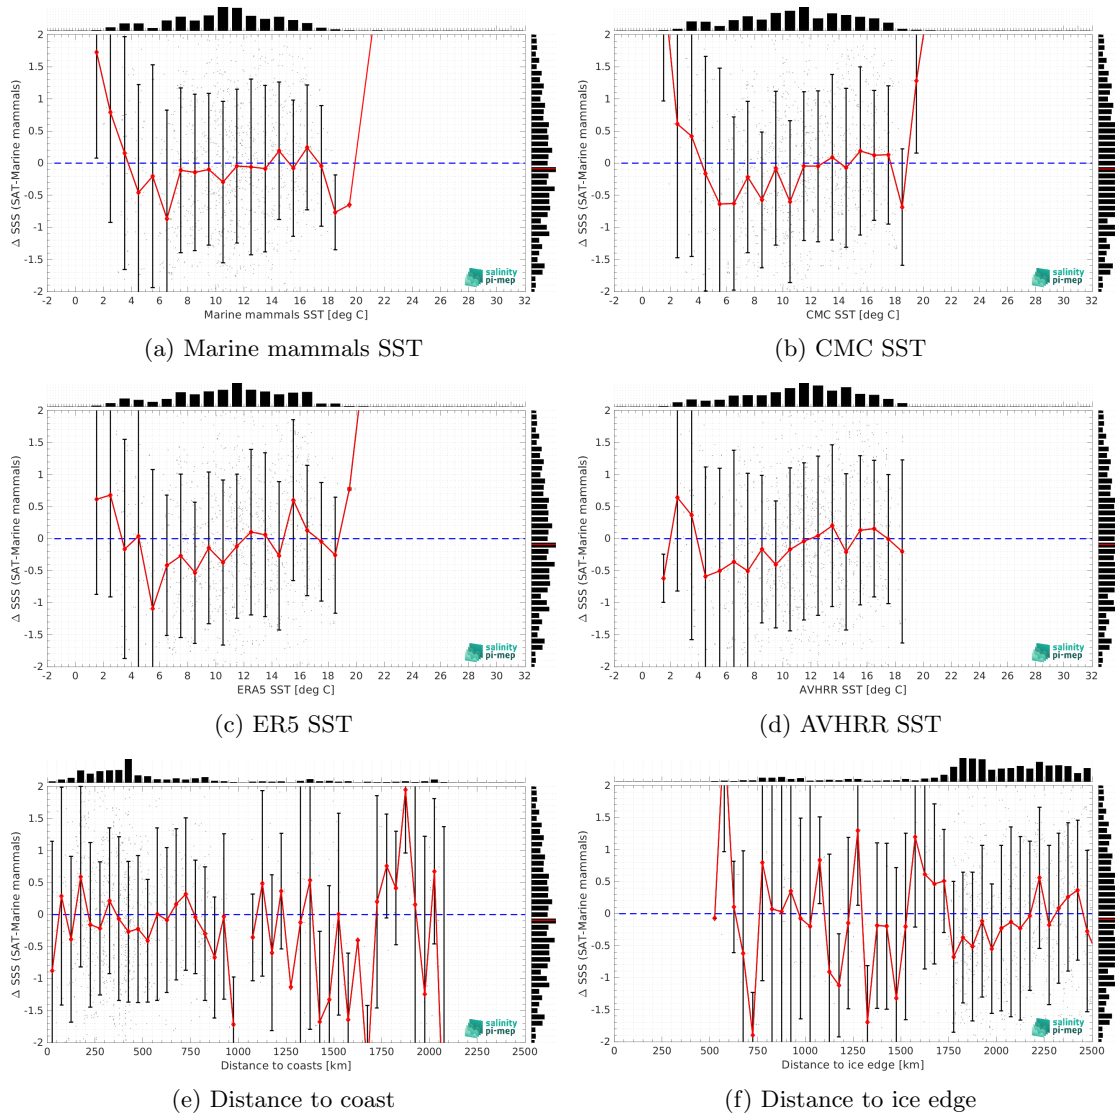 2
1.5
1
0.5
0
-0.5
-1
-1.5
-2
Δ SSS (SAT-Marine mammals)
salinity
pi-mep
-2 0 2 4 6 8 10 12 14 16 18 20 22 24 26 28 30 32
Marine mammals SST [deg C]
(a) Marine mammals SST
2
1.5
1
0.5
0
-0.5
-1
-1.5
-2
Δ SSS (SAT-Marine mammals)
salinity
pi-mep
-2 0 2 4 6 8 10 12 14 16 18 20 22 24 26 28 30 32
CMC SST [deg C]
(b) CMC SST
2
1.5
1
0.5
0
-0.5
-1
-1.5
-2
Δ SSS (SAT-Marine mammals)
salinity
pi-mep
-2 0 2 4 6 8 10 12 14 16 18 20 22 24 26 28 30 32
ERA5 SST [deg C]
(c) ER5 SST
2
1.5
1
0.5
0
-0.5
-1
-1.5
-2
Δ SSS (SAT-Marine mammals)
salinity
pi-mep
-2 0 2 4 6 8 10 12 14 16 18 20 22 24 26 28 30 32
AVHRR SST [deg C]
(d) AVHRR SST
2
1.5
1
0.5
0
-0.5
-1
-1.5
-2
Δ SSS (SAT-Marine mammals)
salinity
pi-mep
0 250 500 750 1000 1250 1500 1750 2000 2250 2500
Distance to coasts [km]
(e) Distance to coast
2
1.5
1
0.5
0
-0.5
-1
-1.5
-2
Δ SSS (SAT-Marine mammals)
salinity
pi-mep
0 250 500 750 1000 1250 1500 1750 2000 2250 2500
Distance to ice edge [km]
(f) Distance to ice edge